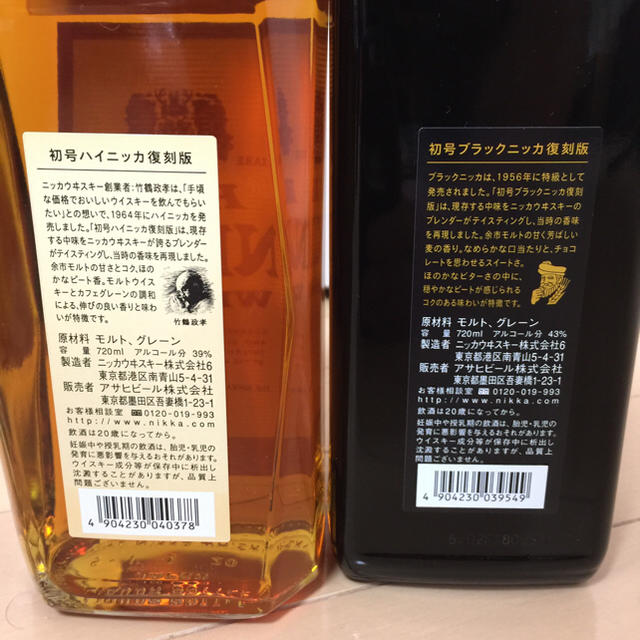 初号ハイニッカ復刻版
ニッカウヰスキー創業者:竹鶴政孝は、「手頃
な価格でおいしいウイスキーを飲んでもらい
たい」との想いで、1964年にハイニッカを発
売しました。「初号ハイニッカ復刻版」は、現存
する中味をニッカウヰスキーが誇るブレンダー
がテイスティングし、当時の香味を再現しました。
余市モルトの甘さとコク、ほの
かなピート香。モルトウイス
キーとカフェグレーンの調和
による、伸びの良い香りと味わ
いが特徴です。
竹鶴政孝
原材料 モルト、グレーン
容量 720ml アルコール分 39%
製造者 ニッカウヰスキー株式会社6
東京都港区南青山5-4-31
販売者 アサヒビール株式会社
東京都墨田区吾妻橋1-23-1
お客様相談室 0120-019-993
http://www.nikka.com
飲酒は20歳になってから。
妊娠中や授乳期の飲酒は、胎児・乳児の
発育に悪影響を与えるおそれがあります。
ウイスキー成分等が保存中に析出し
沈澱することがありますが、品質上
問題ございません。
4 904230 040378
初号ブラックニッカ復刻版
ブラックニッカは、1956年に特級として
発売されました。「初号ブラックニッカ復刻
版」は、現存する中味をニッカウヰスキーの
ブレンダーがテイスティングし、当時の香味
を再現しました。余市モルトの甘く芳ばしい
麦の香り。なめらかな口当たりと、チョコ
レートを思わせるスイートさ。
ほのかなビターさの中に、
穏やかなピートが感じられる
コクのある味わいが特徴です。
原材料 モルト、グレーン
容量 720ml アルコール分 43%
製造者 ニッカウヰスキー株式会社6
東京都港区南青山5-4-31
販売者 アサヒビール株式会社
東京都墨田区吾妻橋1-23-1
お客様相談室 0120-019-993
http://www.nikka.com
飲酒は20歳になってから。
妊娠中や授乳期の飲酒は、胎児・乳児の
発育に悪影響を与えるおそれがあります。
ウイスキー成分等が保存中に析出し
沈澱することがありますが、品質上
問題ございません。
4 904230 039549